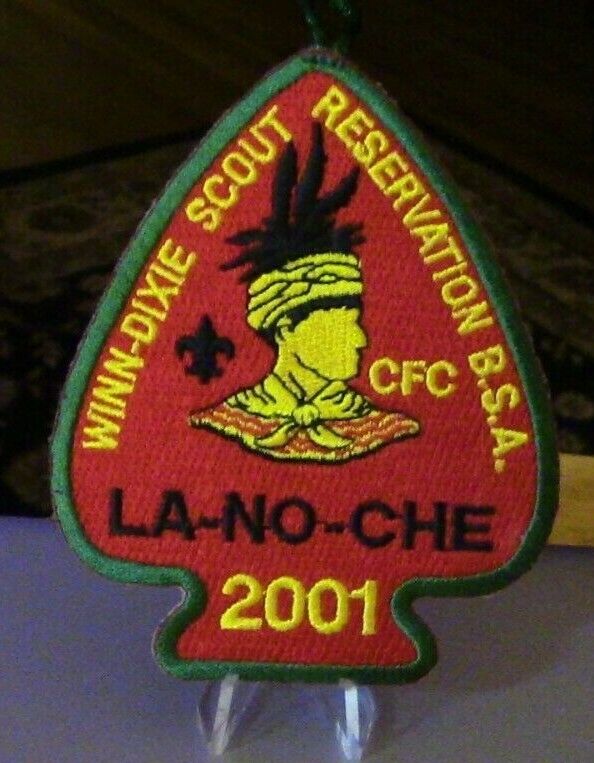 WINN-DIXIE SCOUT RESERVATION B.S.A.
CFC
LA-NO-CHE
2001